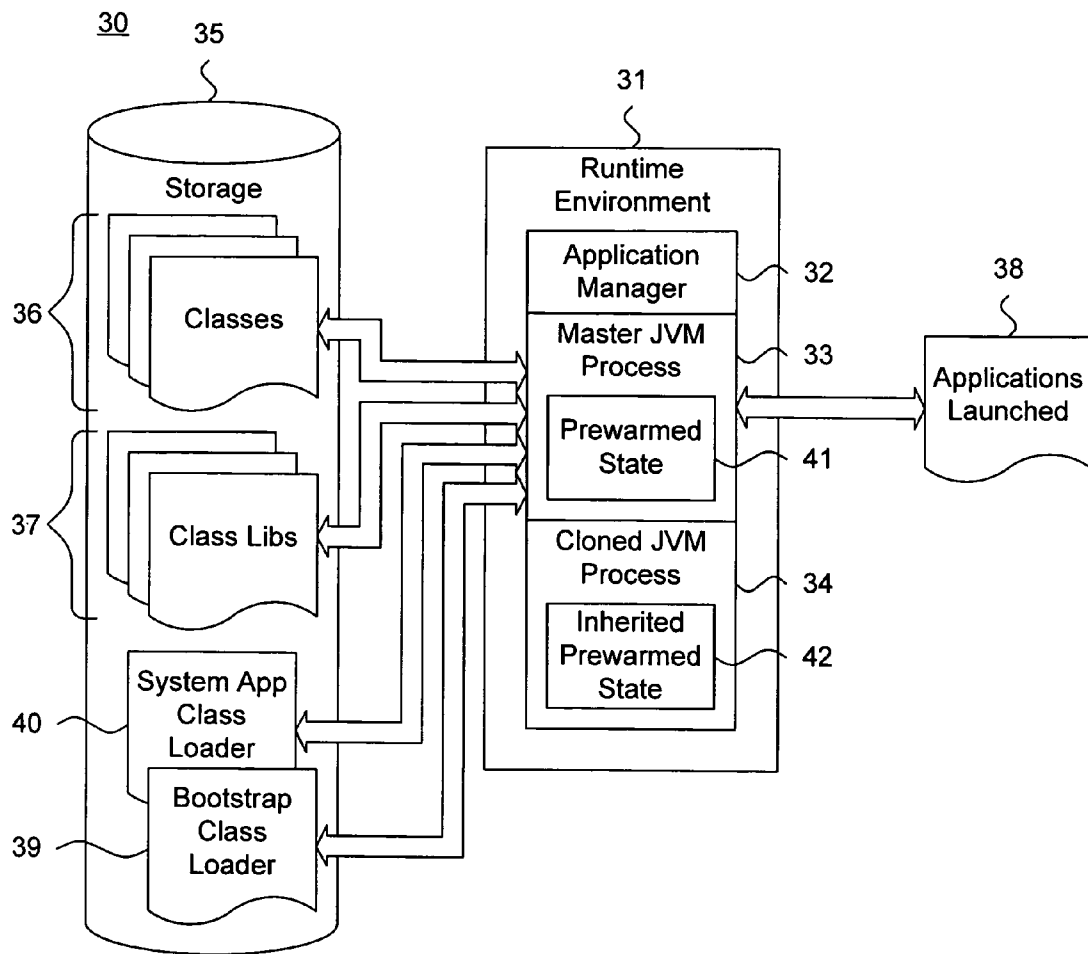 30
35
Storage
36
Classes
37
Class Libs
40
System App
Class
Loader
39
Bootstrap
Class
Loader
31
Runtime
Environment
Application
Manager
32
Master JVM
Process
33
Prewarmed
State
41
Cloned JVM
Process
34
Inherited
Prewarmed
State
42
38
Applications
Launched